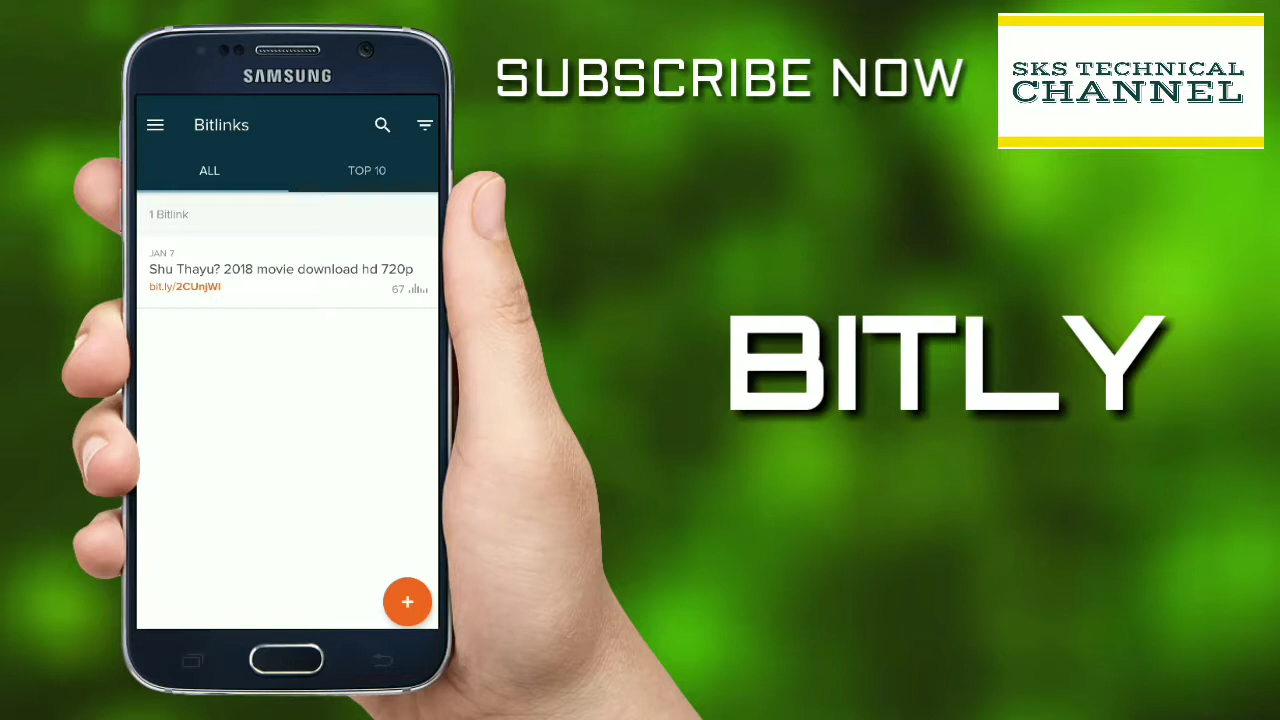 SUBSCRIBE NOW
SKS TECHNICAL
CHANNEL
SAMSUNG
Bitlinks
ALL
TOP 10
1 Bitlink
JAN 7
Shu Thayu? 2018 movie download hd 720p
bit.ly/2CUnjWl
67
BITLY